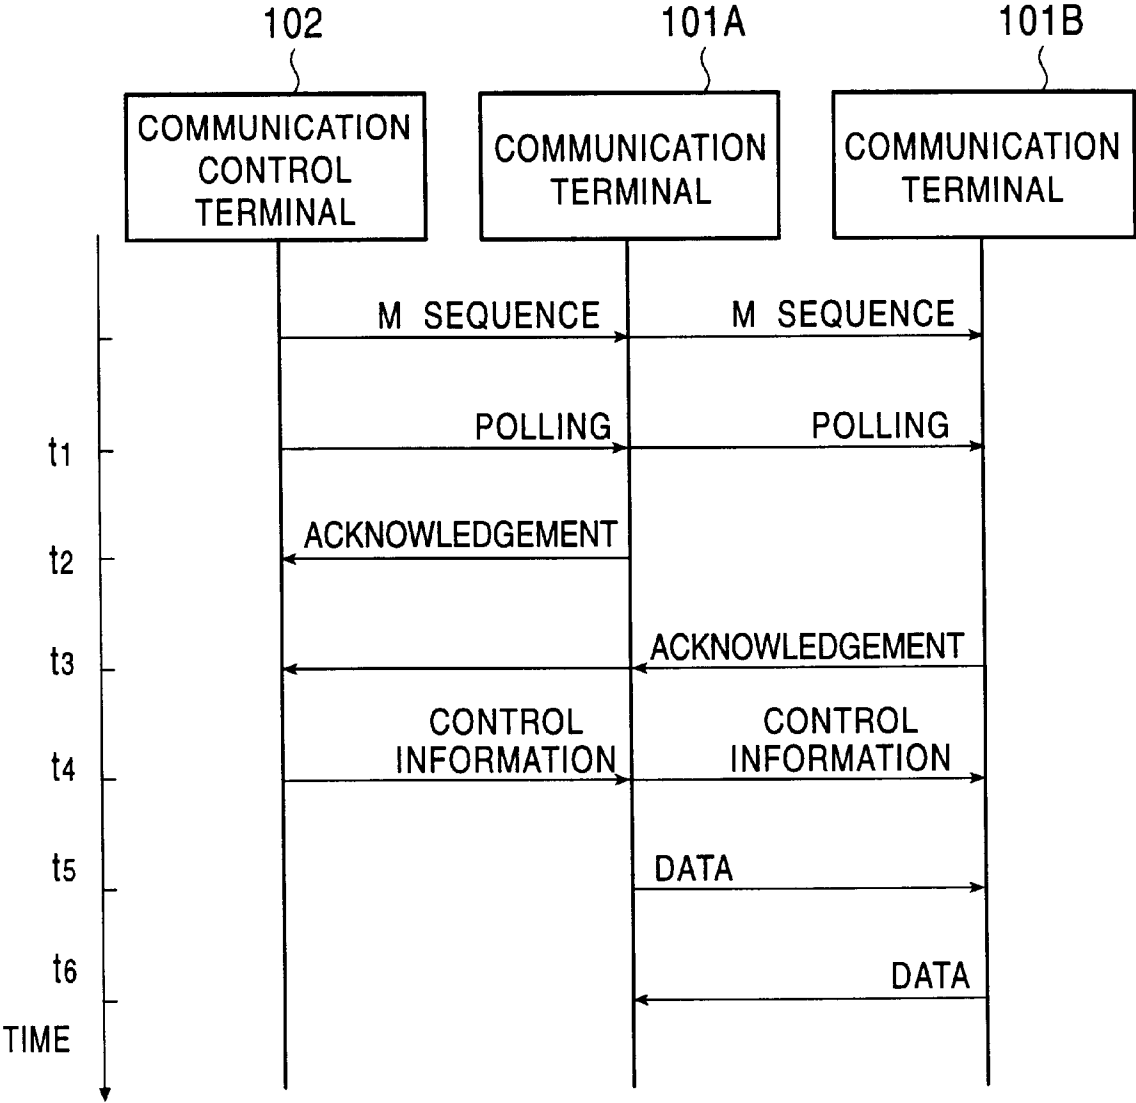 102
101A
101B
COMMUNICATION
CONTROL
TERMINAL
COMMUNICATION
TERMINAL
COMMUNICATION
TERMINAL
M SEQUENCE
M SEQUENCE
t1
POLLING
POLLING
t2
ACKNOWLEDGEMENT
t3
ACKNOWLEDGEMENT
t4
CONTROL
INFORMATION
CONTROL
INFORMATION
t5
DATA
t6
DATA
TIME